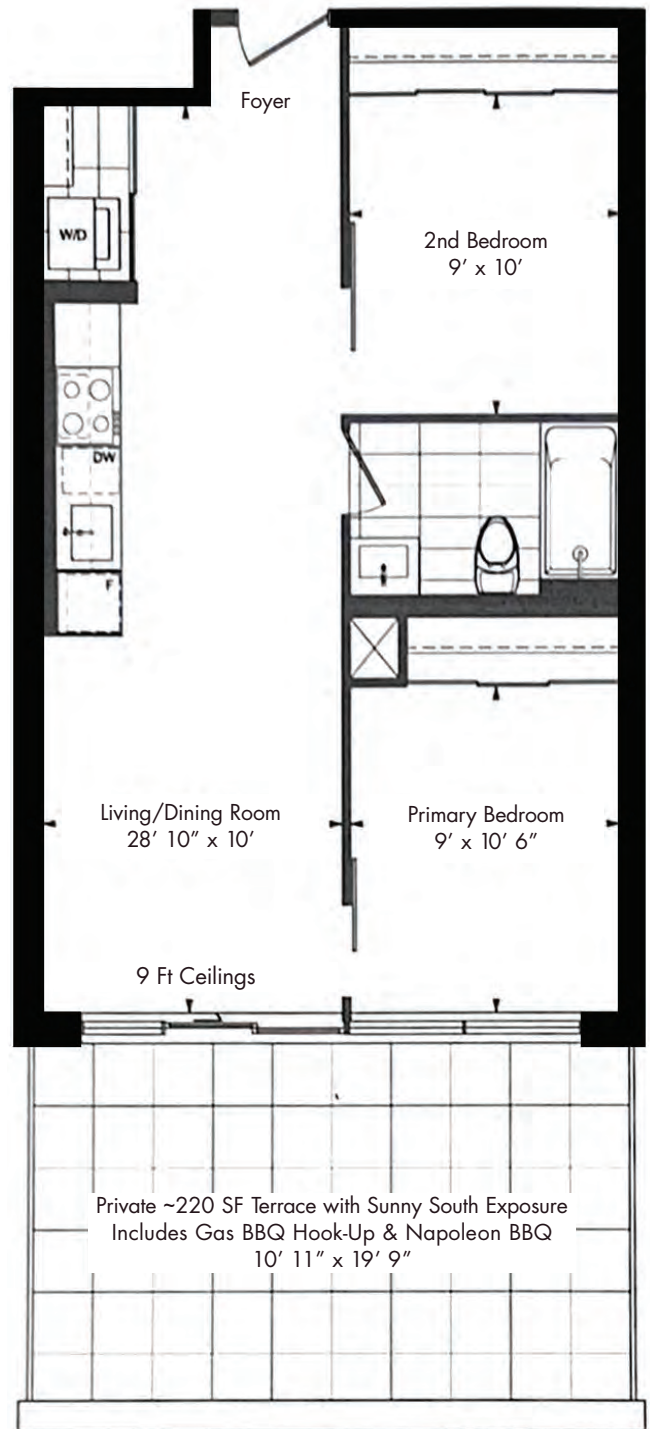 Foyer
W/D
2nd Bedroom
9’ x 10’
DW
F
Living/Dining Room
28’ 10” x 10’
Primary Bedroom
9’ x 10’ 6”
9 Ft Ceilings
Private ~220 SF Terrace with Sunny South Exposure
Includes Gas BBQ Hook-Up & Napoleon BBQ
10’ 11” x 19’ 9”